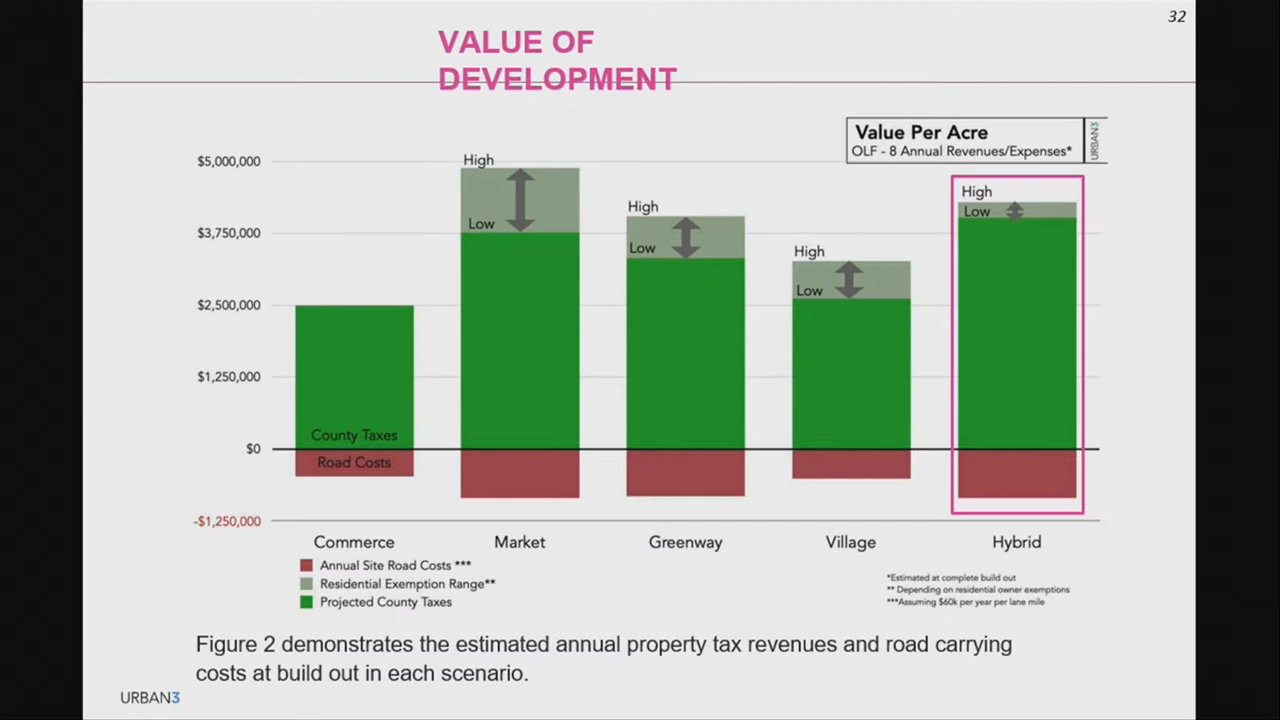 32
VALUE OF
DEVELOPMENT
Value Per Acre
OLF - 8 Annual Revenues/Expenses*
URBAN3
$5,000,000
$3,750,000
$2,500,000
$1,250,000
$0
-$1,250,000
High
Low
High
Low
High
Low
High
Low
County Taxes
Road Costs
Commerce
Market
Greenway
Village
Hybrid
Annual Site Road Costs ***
Residential Exemption Range**
Projected County Taxes
*Estimated at complete build out
** Depending on residential owner exemptions
***Assuming $60k per year per lane mile
Figure 2 demonstrates the estimated annual property tax revenues and road carrying
costs at build out in each scenario.
URBAN3